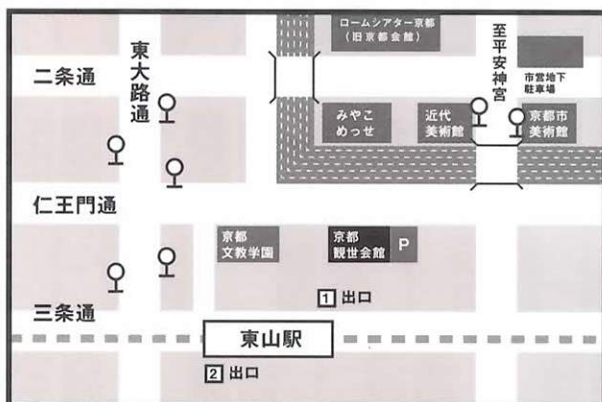 ロームシアター京都
（旧京都会館）
至平安神宮
東大路通
二条通
市営地下
駐車場
みやこ
めっせ
近代
美術館
京都市
美術館
仁王門通
京都
文教学園
京都
観世会館
P
1 出口
三条通
東山駅
2 出口